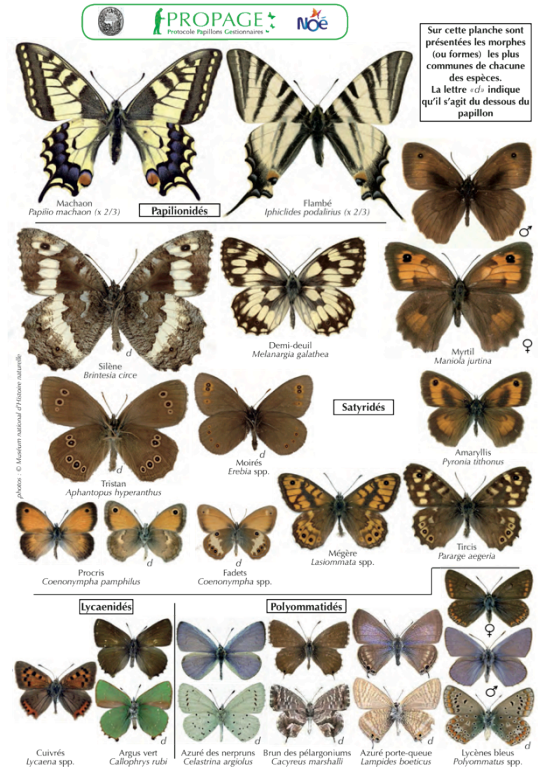 PROPAGE
Protocole Papillons Gestionnaires
Noé
Sur cette planche sont
présentées les morphes
(ou formes) les plus
communes de chacune
des espèces.
La lettre «d» indique
qu'il s'agit du dessous du
papillon
Machaon
Papilio machaon (x 2/3)
Papilionidés
Flambé
Iphiclides podalirius (x 2/3)
♂
d
Silène
Brintesia circe
Demi-deuil
Melanargia galathea
Myrtil
Maniola jurtina
♀
photos : © Muséum national d'Histoire naturelle
Satyridés
d
Tristan
Aphantopus hyperanthus
d
Moirés
Erebia spp.
Amaryllis
Pyronia tithonus
d
Procris
Coenonympha pamphilus
d
Fadets
Coenonympha spp.
Mégère
Lasiommata spp.
Tircis
Pararge aegeria
Lycaenidés
Polyommatidés
♀
♂
d
d
d
d
d
Cuivrés
Lycaena spp.
Argus vert
Callophrys rubi
Azuré des nerpruns
Celastrina argiolus
Brun des pélargoniums
Cacyreus marshalli
Azuré porte-queue
Lampides boeticus
Lycènes bleus
Polyommatus spp.